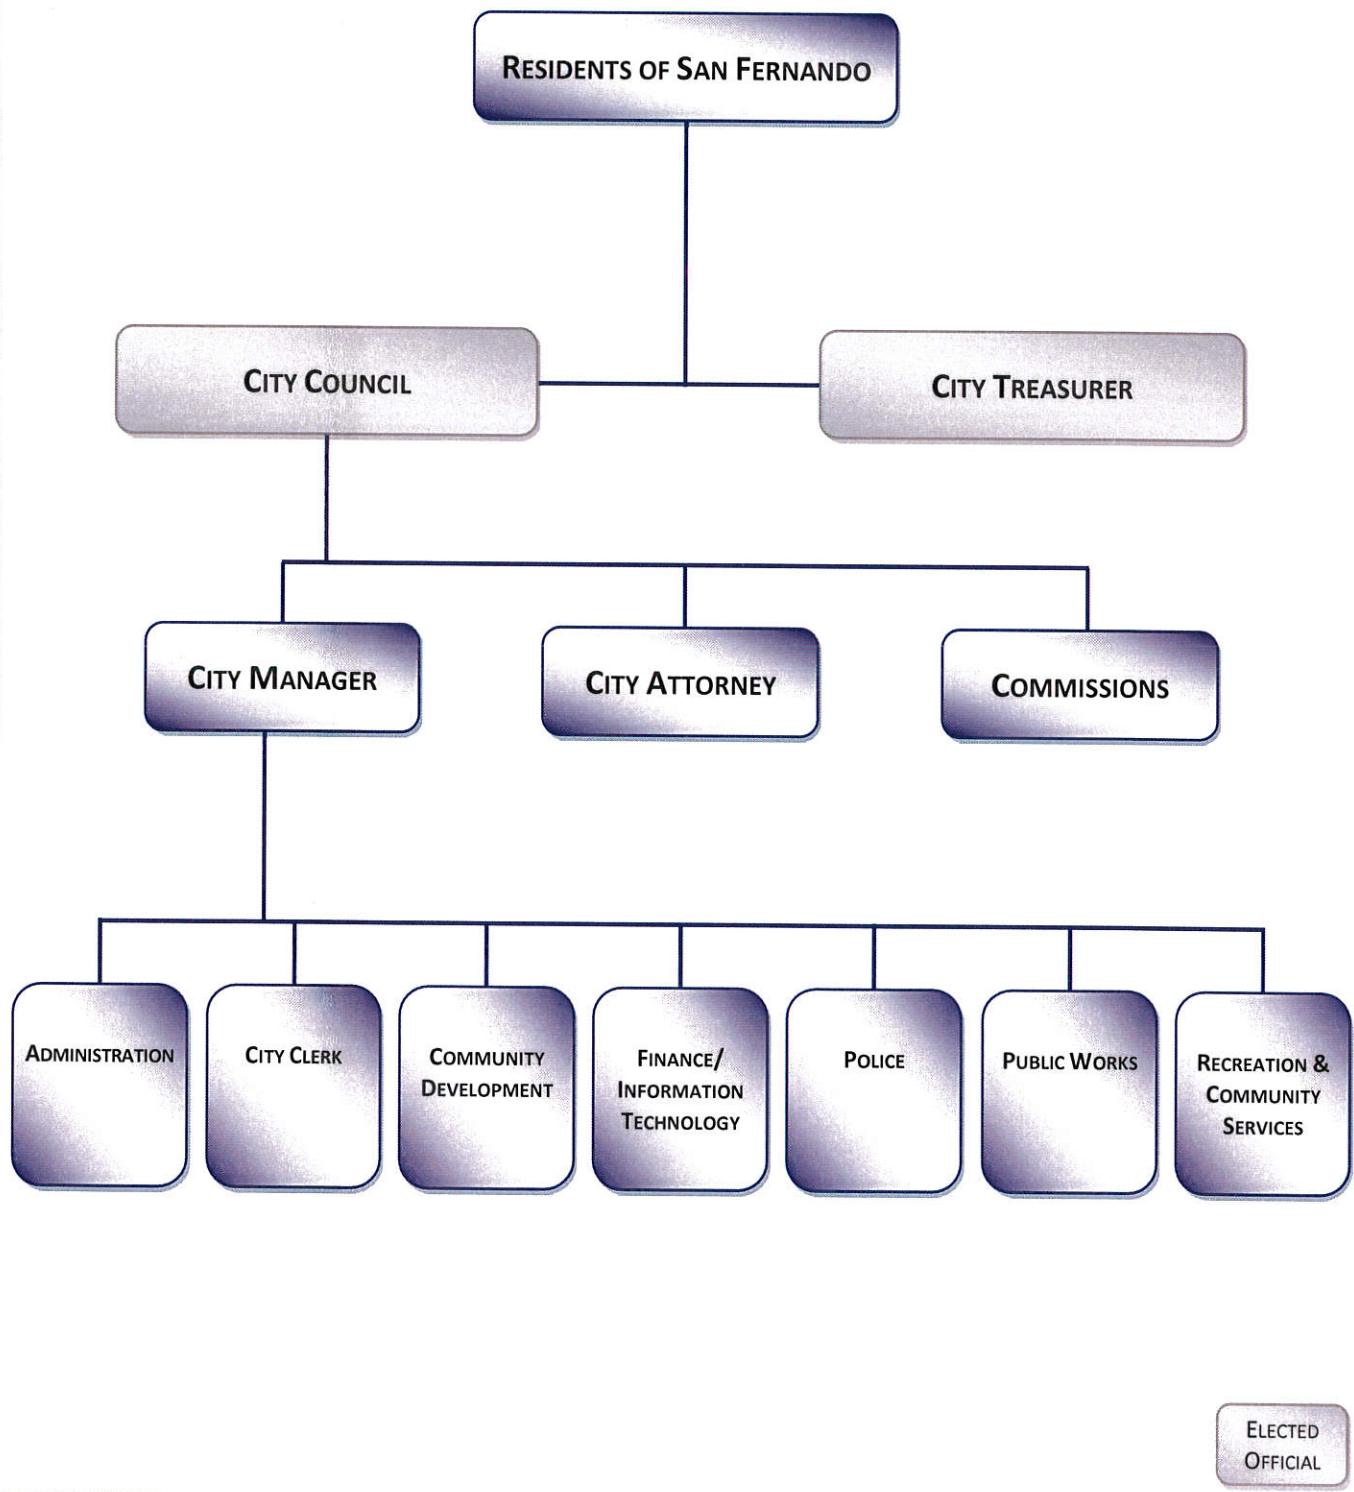 RESIDENTS OF SAN FERNANDO
CITY COUNCIL
CITY TREASURER
CITY MANAGER
CITY ATTORNEY
COMMISSIONS
ADMINISTRATION
CITY CLERK
COMMUNITY
DEVELOPMENT
FINANCE/
INFORMATION
TECHNOLOGY
POLICE
PUBLIC WORKS
RECREATION &
COMMUNITY
SERVICES
ELECTED
OFFICIAL